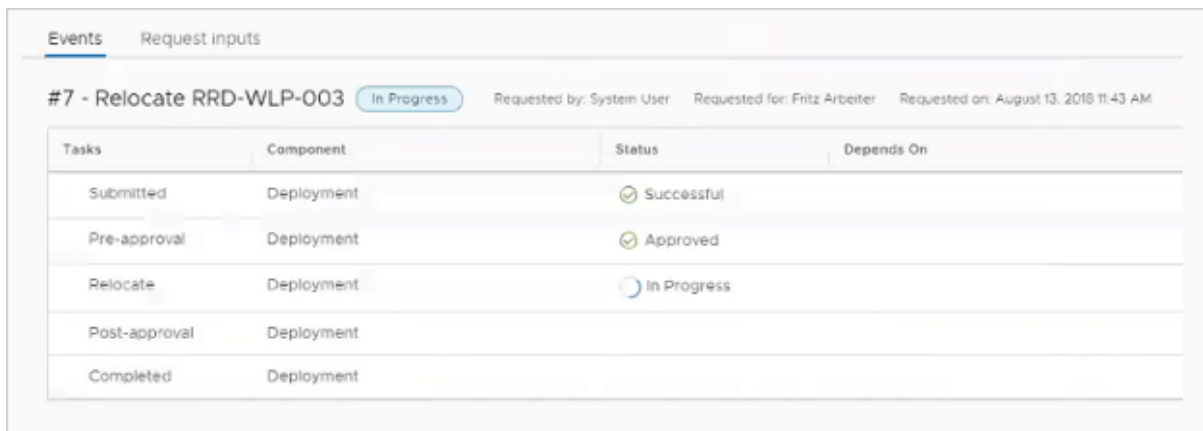 Events Request inputs
#7 - Relocate RRD-WLP-003 In Progress Requested by: System User Requested for: Fritz Arbeiter Requested on: August 13, 2018 11:43 AM
Tasks Component Status Depends On
Submitted Deployment Successful
Pre-approval Deployment Approved
Relocate Deployment In Progress
Post-approval Deployment
Completed Deployment